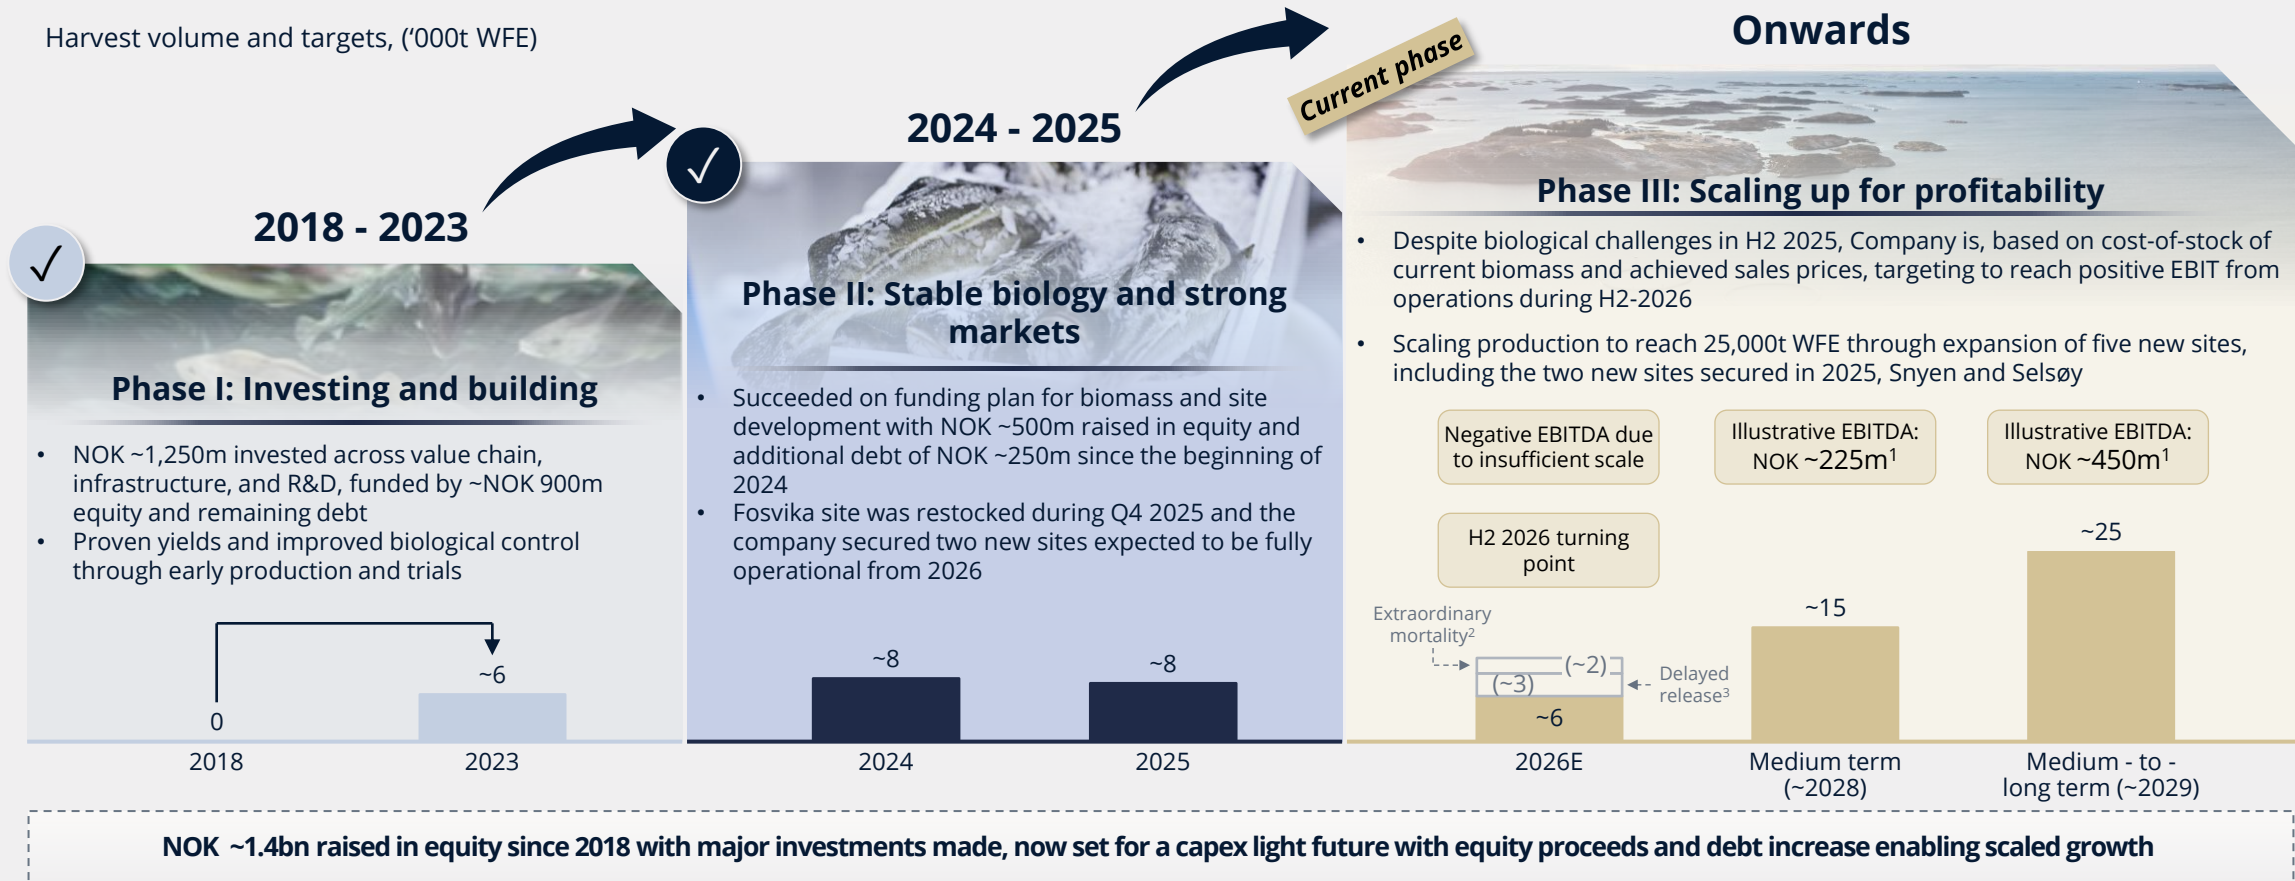 Harvest volume and targets, (‘000t WFE)
2018 - 2023
✓
Phase I: Investing and building
• NOK ~1,250m invested across value chain,
infrastructure, and R&D, funded by ~NOK 900m
equity and remaining debt
• Proven yields and improved biological control
through early production and trials
~6
0
2018
2023
2024 - 2025
✓
Phase II: Stable biology and strong
markets
• Succeeded on funding plan for biomass and site
development with NOK ~500m raised in equity and
additional debt of NOK ~250m since the beginning of
2024
• Fosvika site was restocked during Q4 2025 and the
company secured two new sites expected to be fully
operational from 2026
~8
~8
2024
2025
Current phase
Onwards
Phase III: Scaling up for profitability
• Despite biological challenges in H2 2025, Company is, based on cost-of-stock of
current biomass and achieved sales prices, targeting to reach positive EBIT from
operations during H2-2026
• Scaling production to reach 25,000t WFE through expansion of five new sites,
including the two new sites secured in 2025, Snyen and Selsøy
Negative EBITDA due
to insufficient scale
Illustrative EBITDA:
NOK ~225m¹
Illustrative EBITDA:
NOK ~450m¹
H2 2026 turning
point
Extraordinary
mortality²
(~2)
(~3)
Delayed
release³
~6
~15
~25
2026E
Medium term
(~2028)
Medium - to -
long term (~2029)
NOK ~1.4bn raised in equity since 2018 with major investments made, now set for a capex light future with equity proceeds and debt increase enabling scaled growth